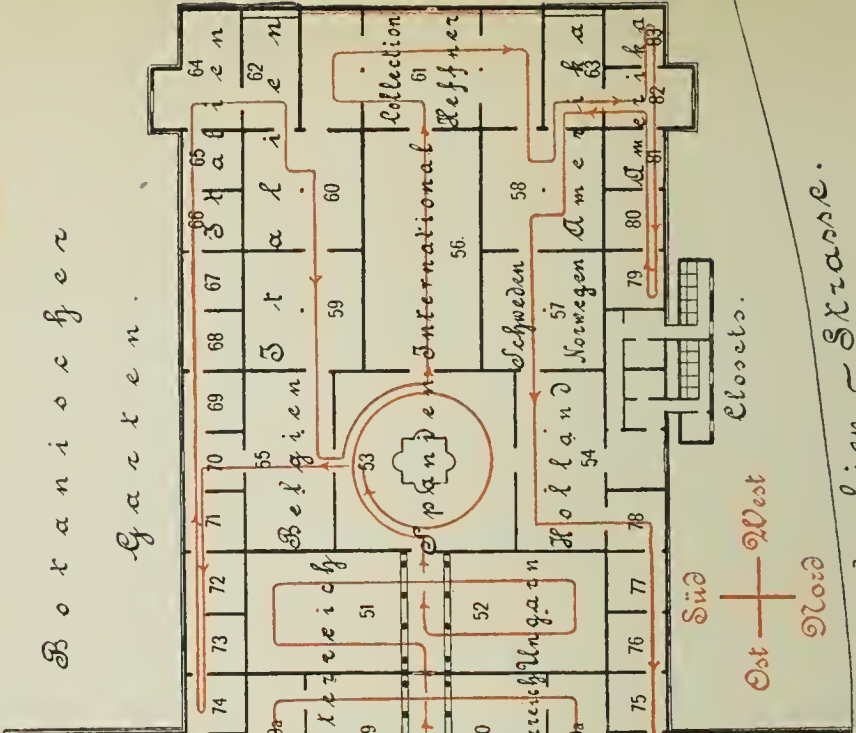 Botanischer
Garten.
64
62
Italien
Collection
Heffner
61
63
Amerika
83
82
81
Amerika
65
66
Italien
60
International
56.
58
80
79
67
68
59
Schweden
57
Norwegen
69
70
71
55
Belgien
53
Spanien
Holland
54
78
Closets.
72
73
74
51
52
Ungarn
77
76
75
Süd
Ost
West
Nord
Strasse.